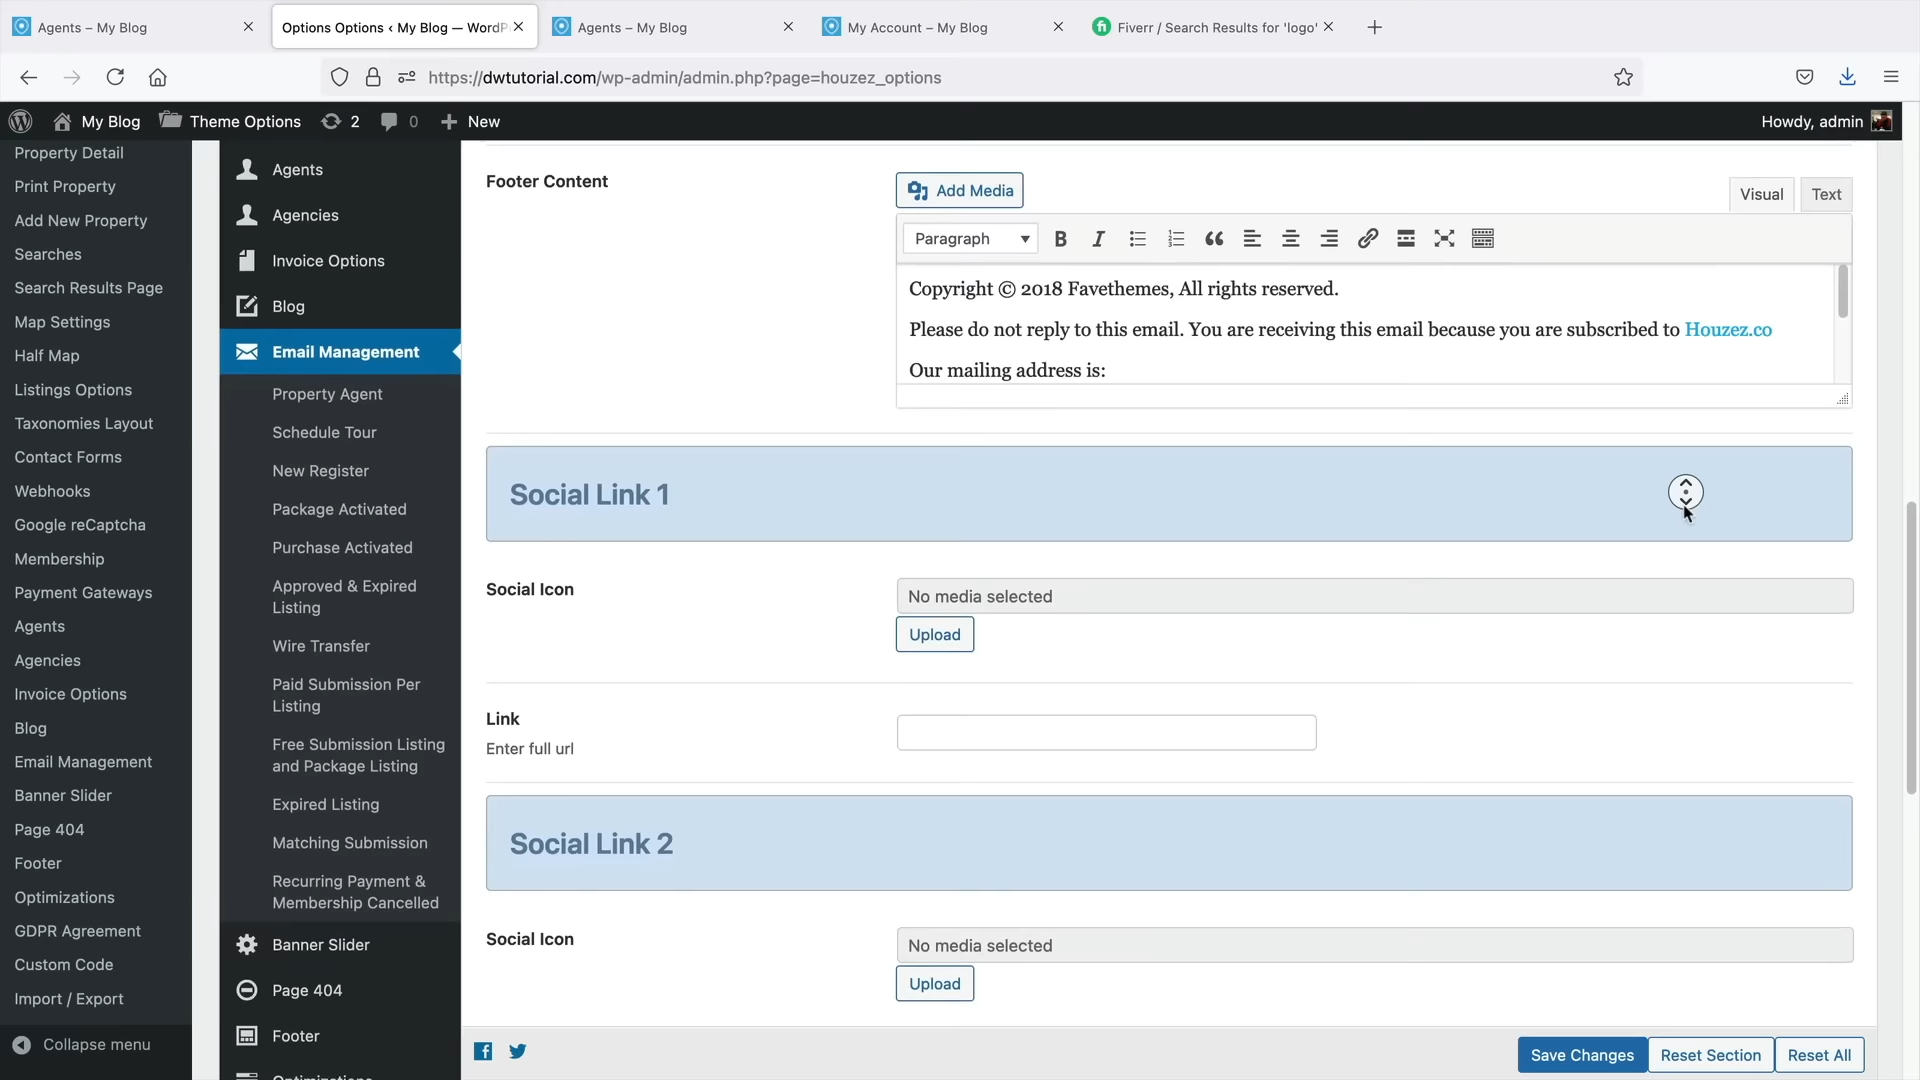 Agents – My Blog
Options Options ‹ My Blog — WordP
Agents – My Blog
My Account – My Blog
Fiverr / Search Results for 'logo'
https://dwtutorial.com/wp-admin/admin.php?page=houzez_options
My Blog
Theme Options
2
0
New
Howdy, admin
Property Detail
Print Property
Add New Property
Searches
Search Results Page
Map Settings
Half Map
Listings Options
Taxonomies Layout
Contact Forms
Webhooks
Google reCaptcha
Membership
Payment Gateways
Agents
Agencies
Invoice Options
Blog
Email Management
Banner Slider
Page 404
Footer
Optimizations
GDPR Agreement
Custom Code
Import / Export
Collapse menu
Agents
Agencies
Invoice Options
Blog
Email Management
Property Agent
Schedule Tour
New Register
Package Activated
Purchase Activated
Approved & Expired
Listing
Wire Transfer
Paid Submission Per
Listing
Free Submission Listing
and Package Listing
Expired Listing
Matching Submission
Recurring Payment &
Membership Cancelled
Banner Slider
Page 404
Footer
Optimizations
Footer Content
Add Media
Visual
Text
Paragraph
Copyright © 2018 Favethemes, All rights reserved.
Please do not reply to this email. You are receiving this email because you are subscribed to Houzez.co
Our mailing address is:
Social Link 1
Social Icon
No media selected
Upload
Link
Enter full url
Social Link 2
Social Icon
No media selected
Upload
Save Changes
Reset Section
Reset All